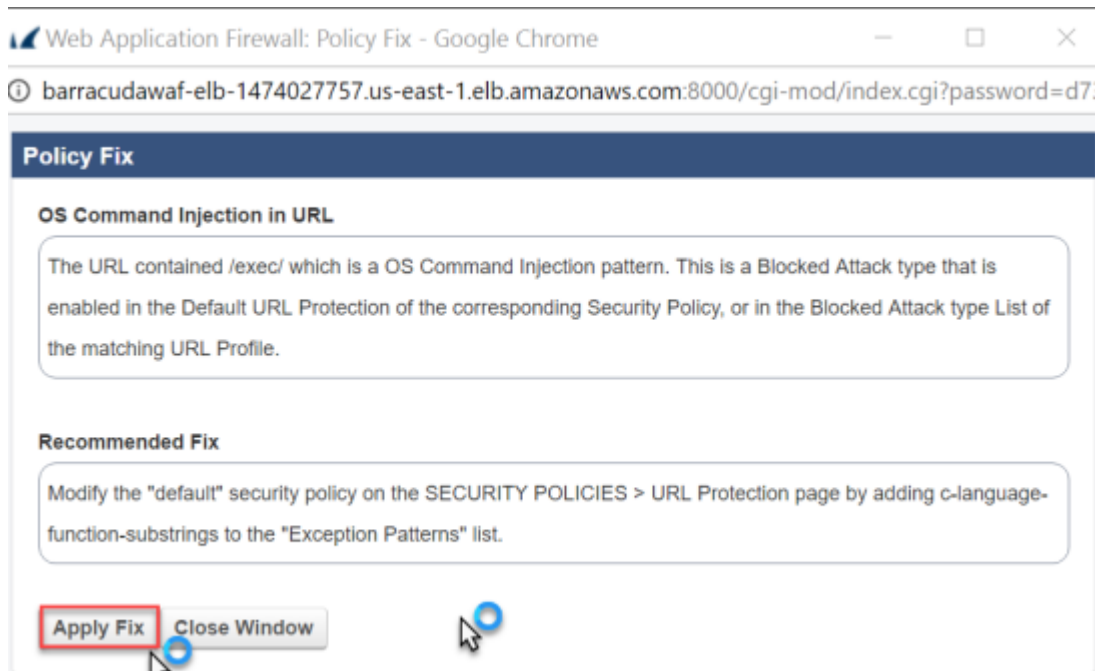 Web Application Firewall: Policy Fix - Google Chrome
barracudawaf-elb-1474027757.us-east-1.elb.amazonaws.com:8000/cgi-mod/index.cgi?password=d7
Policy Fix
OS Command Injection in URL
The URL contained /exec/ which is a OS Command Injection pattern. This is a Blocked Attack type that is
enabled in the Default URL Protection of the corresponding Security Policy, or in the Blocked Attack type List of
the matching URL Profile.
Recommended Fix
Modify the "default" security policy on the SECURITY POLICIES > URL Protection page by adding c-language-
function-substrings to the "Exception Patterns" list.
Apply Fix Close Window